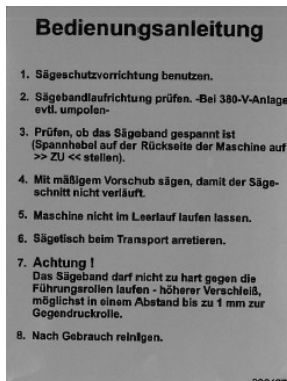 Bedienungsanleitung
1. Sägeschutzvorrichtung benutzen.
2. Sägebandlaufrichtung prüfen. -Bei 380-V-Anlage
evtl. umpolen-
3. Prüfen, ob das Sägeband gespannt ist
(Spannhebel auf der Rückseite der Maschine auf
>> ZU << stellen).
4. Mit mäßigem Vorschub sägen, damit der Säge-
schnitt nicht verläuft.
5. Maschine nicht im Leerlauf laufen lassen.
6. Sägetisch beim Transport arretieren.
7. Achtung !
Das Sägeband darf nicht zu hart gegen die
Führungsrollen laufen - höherer Verschleiß,
möglichst in einem Abstand bis zu 1 mm zur
Gegendruckrolle.
8. Nach Gebrauch reinigen.